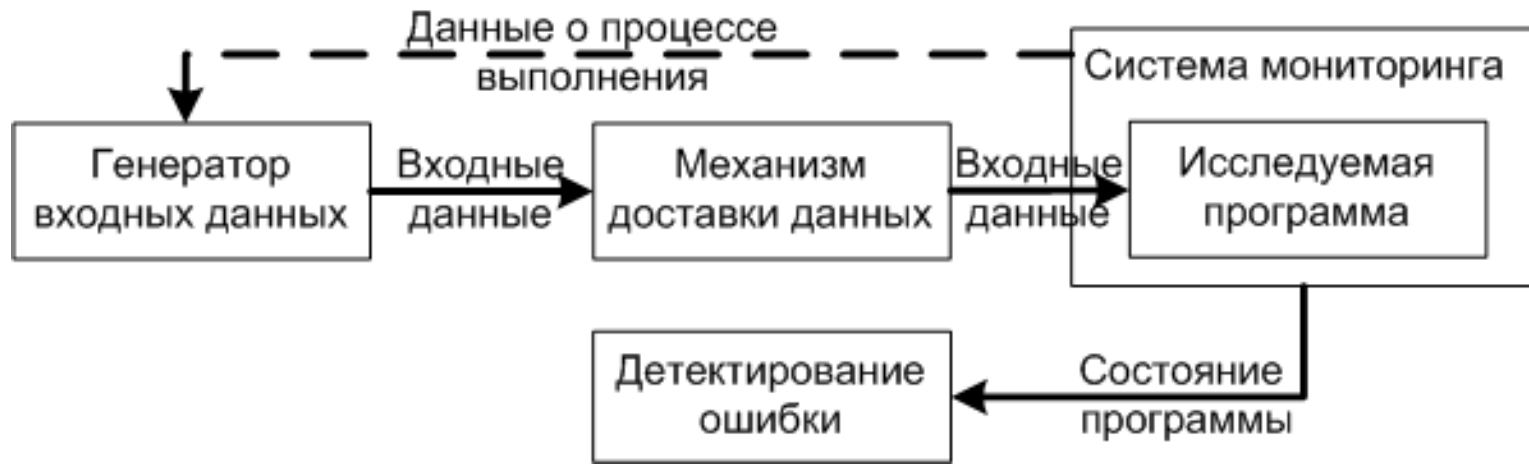 Данные о процессе
выполнения
Система мониторинга
Генератор
входных данных
Входные
данные
Механизм
доставки данных
Входные
данные
Исследуемая
программа
Детектирование
ошибки
Состояние
программы